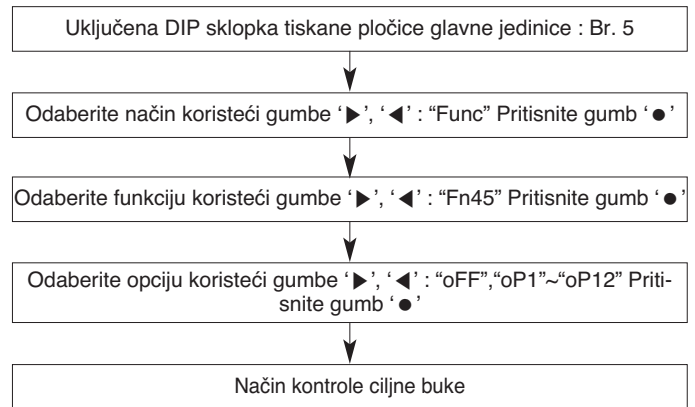 Uključena DIP sklopka tiskane pločice glavne jedinice : Br. 5
Odaberite način koristeći gumbe ‘▶’, ‘◀’ : “Func” Pritisnite gumb ‘●’
Odaberite funkciju koristeći gumbe ‘▶’, ‘◀’ : “Fn45” Pritisnite gumb ‘●’
Odaberite opciju koristeći gumbe ‘▶’, ‘◀’ : “oFF”,“oP1”~“oP12” Priti-
snite gumb ‘●’
Način kontrole ciljne buke